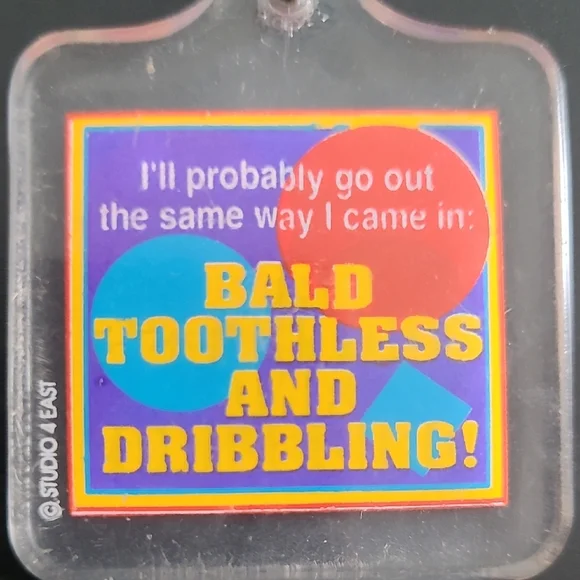 I'll probably go out
the same way I came in:
BALD
TOOTHLESS
AND
DRIBBLING!
© STUDIO 4 EAST